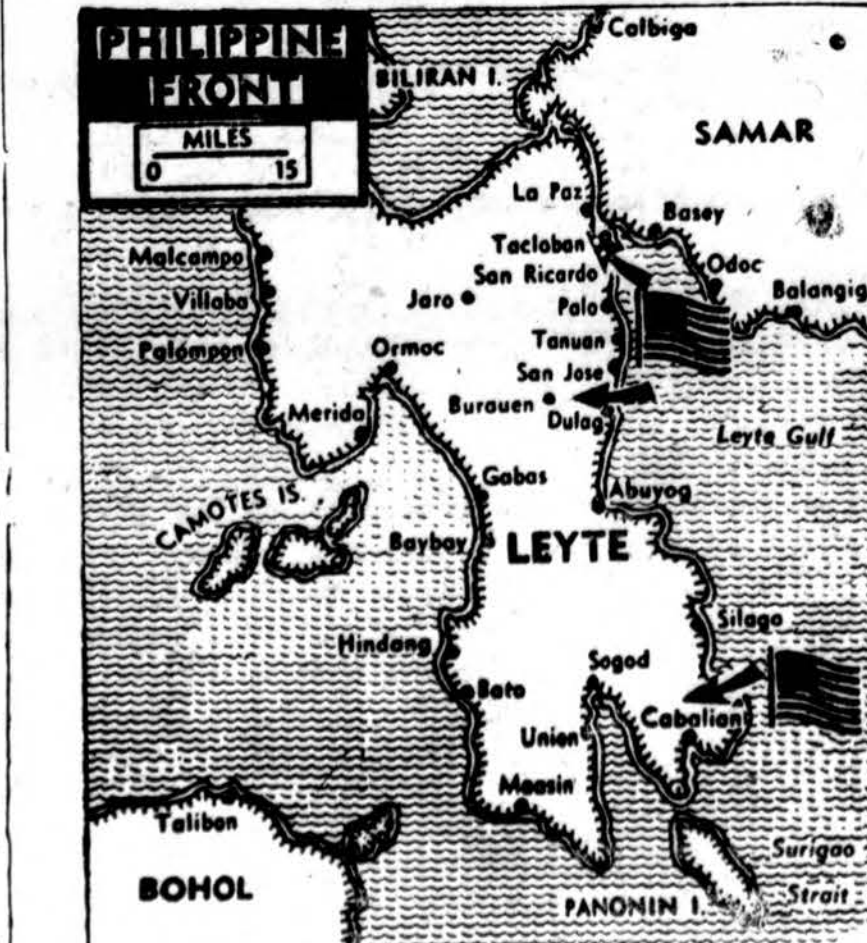 PHILIPPINE
FRONT
MILES
0 15
Calbiga
BILIRAN I.
SAMAR
La Paz
Basey
Tacloban
Malcampo
San Ricardo
Odoc
Villaba
Jaro
Palo
Balangig
Palompon
Ormoc
Tanuan
San Jose
Merida
Burauen
Dulag
Leyte Gulf
Gabas
Abuyog
CAMOTES IS.
Baybay
LEYTE
Silago
Hindang
Sogod
Bato
Cabalian
Union
Maasin
Talibon
Surigao
BOHOL
Strait
PANONIN I.